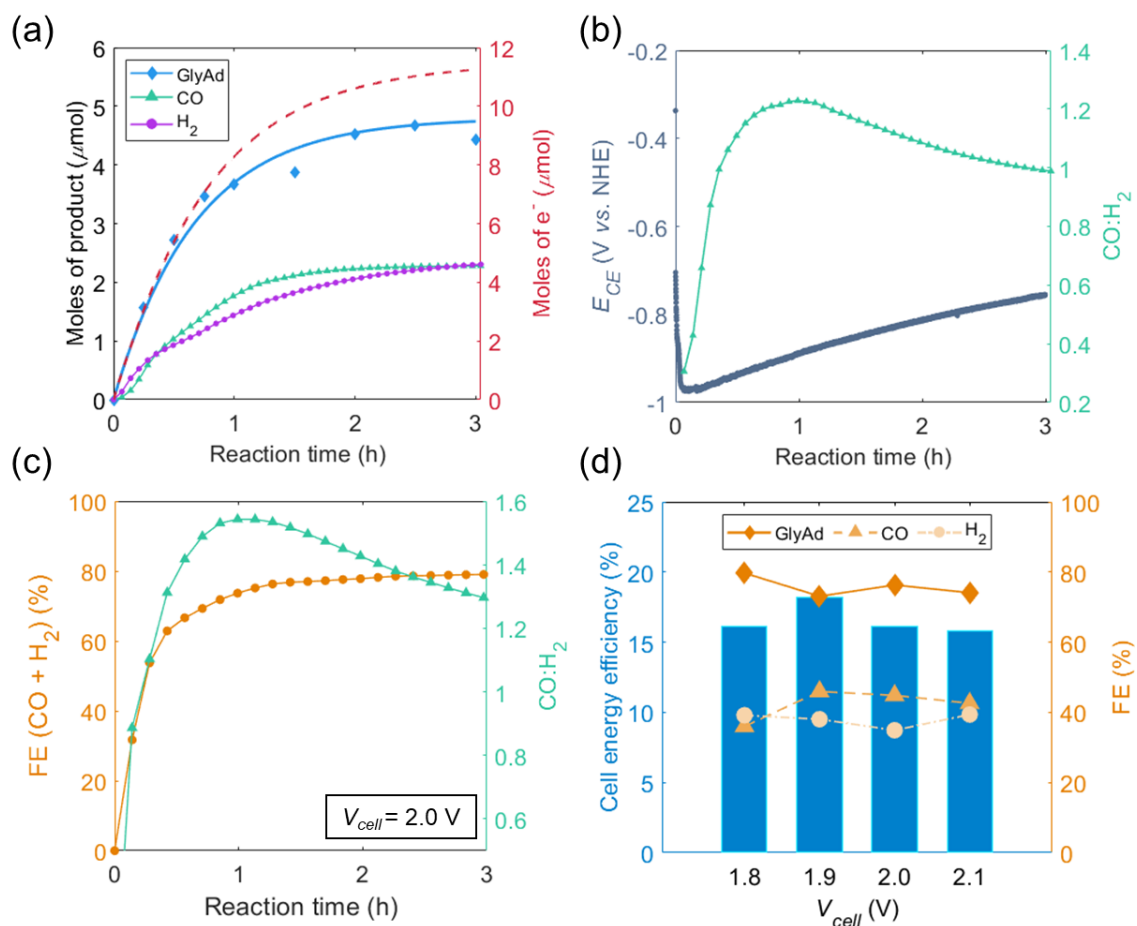 (a)
6
5
4
3
2
1
0
Moles of product (μmol)
GlyAd
CO
H2
12
10
8
6
4
2
0
Moles of e- (μmol)
0 1 2 3
Reaction time (h)
(b)
-0.2
-0.4
-0.6
-0.8
-1
ECE (V vs. NHE)
1.4
1.2
1
0.8
0.6
0.4
0.2
CO:H2
0 1 2 3
Reaction time (h)
(c)
100
80
60
40
20
0
FE (CO + H2) (%)
1.6
1.4
1.2
1
0.8
0.6
CO:H2
Vcell = 2.0 V
0 1 2 3
Reaction time (h)
(d)
25
20
15
10
5
0
Cell energy efficiency (%)
GlyAd CO H2
100
80
60
40
20
0
FE (%)
1.8 1.9 2.0 2.1
Vcell (V)